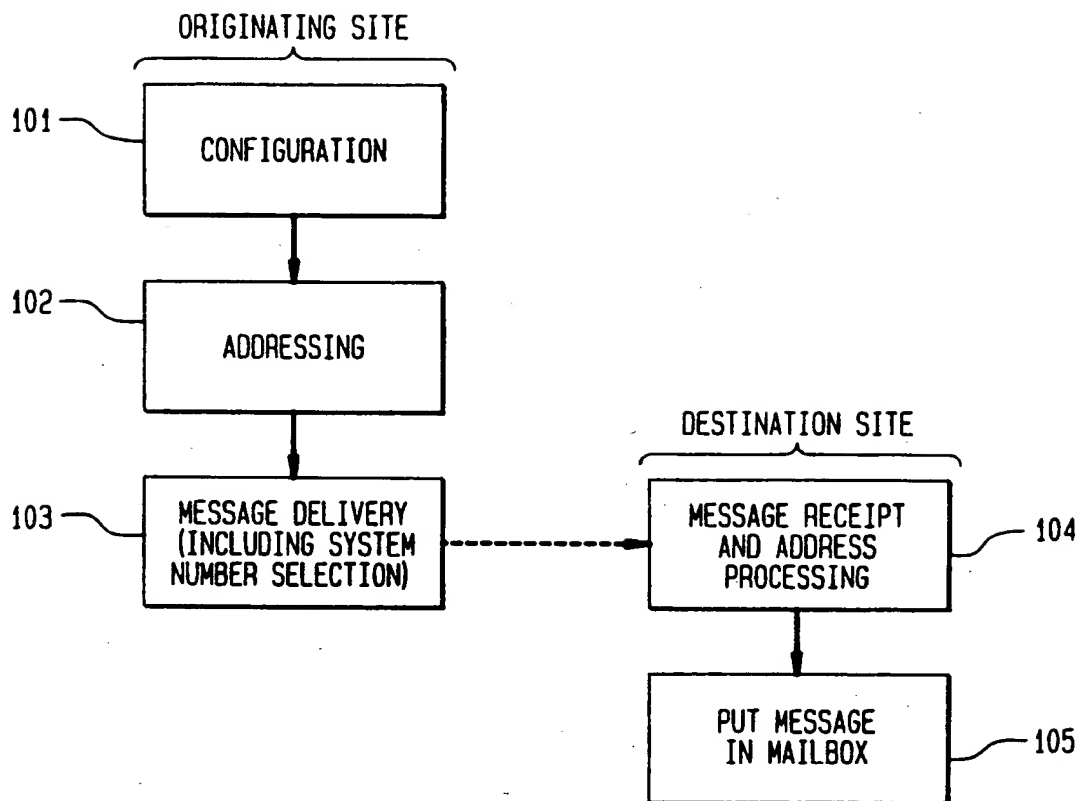 ORIGINATING SITE
101
CONFIGURATION
102
ADDRESSING
103
MESSAGE DELIVERY
(INCLUDING SYSTEM
NUMBER SELECTION)
DESTINATION SITE
MESSAGE RECEIPT
AND ADDRESS
PROCESSING
104
PUT MESSAGE
IN MAILBOX
105